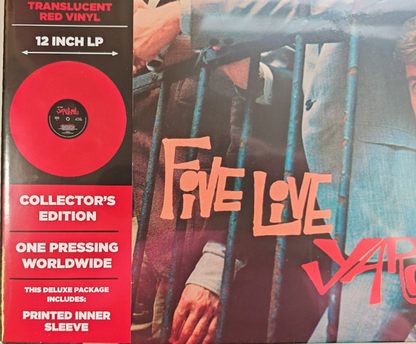 TRANSLUCENT
RED VINYL
12 INCH LP
COLLECTOR'S
EDITION
ONE PRESSING
WORLDWIDE
THIS DELUXE PACKAGE
INCLUDES:
PRINTED INNER
SLEEVE
FiVE LiVE